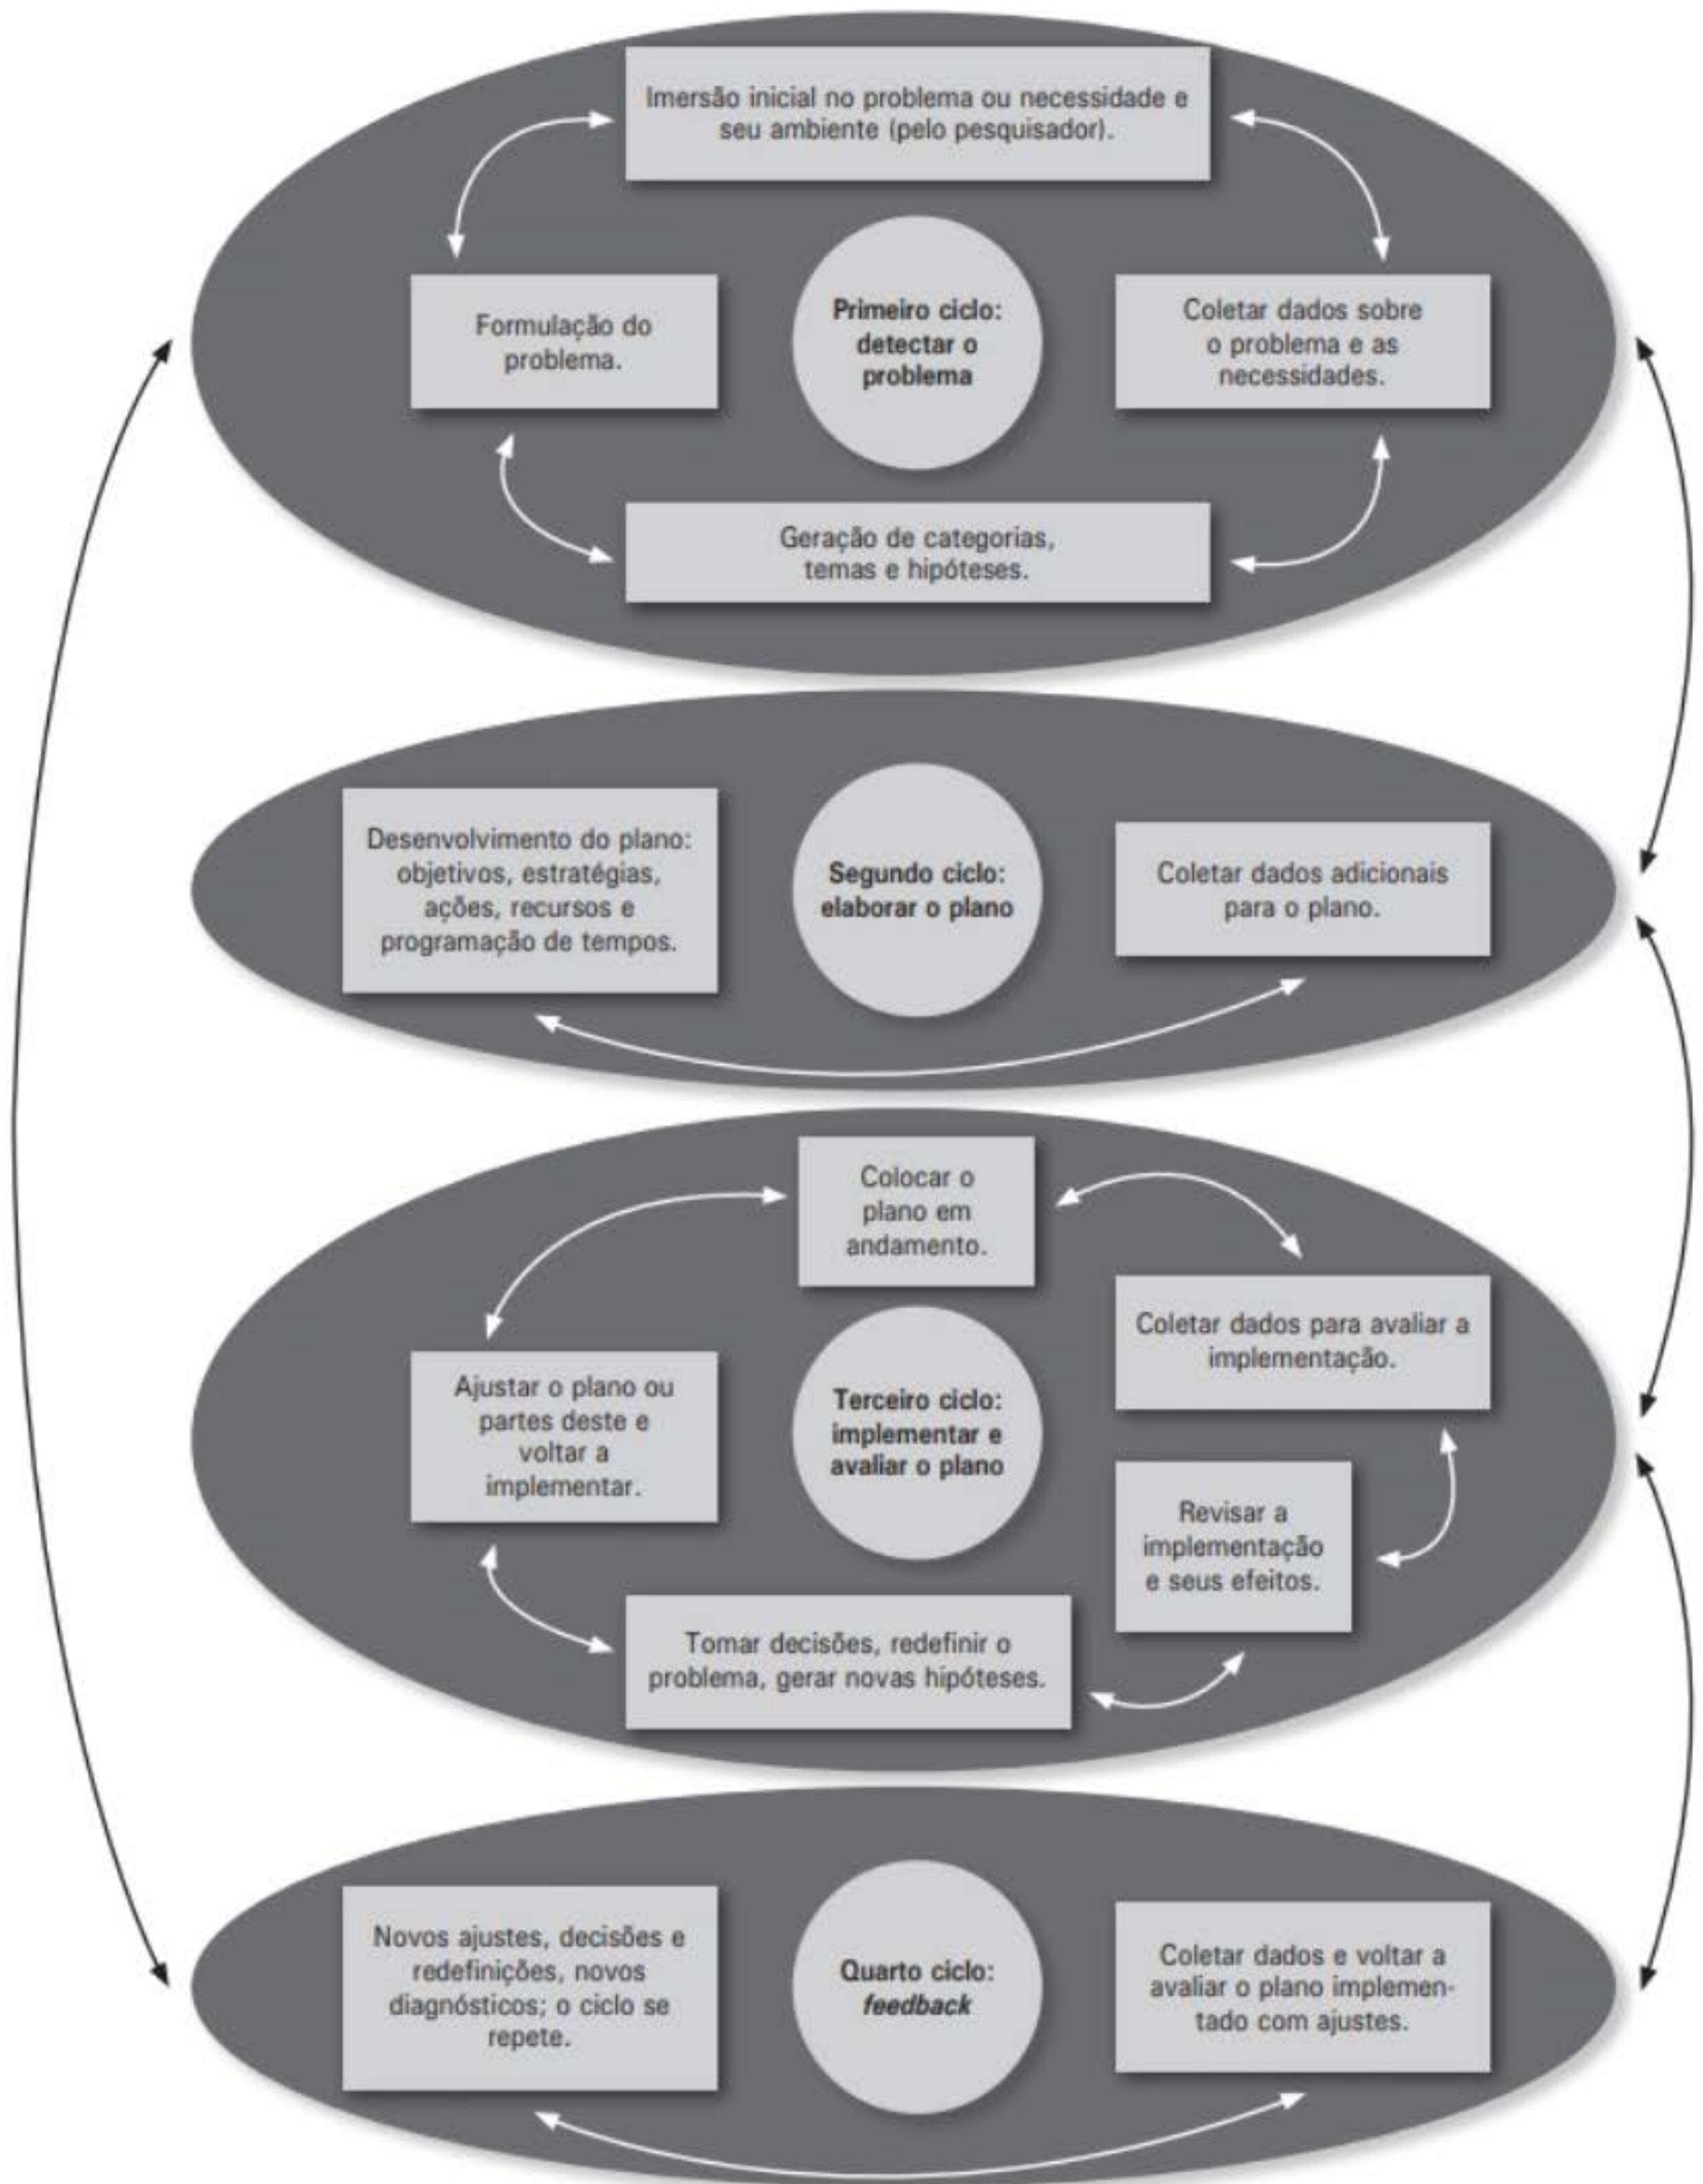 Imersão inicial no problema ou necessidade e
seu ambiente (pelo pesquisador).
Formulação do
problema.
Primeiro ciclo:
detectar o
problema
Coletar dados sobre
o problema e as
necessidades.
Geração de categorias,
temas e hipóteses.
Desenvolvimento do plano:
objetivos, estratégias,
ações, recursos e
programação de tempos.
Segundo ciclo:
elaborar o plano
Coletar dados adicionais
para o plano.
Colocar o
plano em
andamento.
Coletar dados para avaliar a
implementação.
Ajustar o plano ou
partes deste e
voltar a
implementar.
Terceiro ciclo:
implementar e
avaliar o plano
Revisar a
implementação
e seus efeitos.
Tomar decisões, redefinir o
problema, gerar novas hipóteses.
Novos ajustes, decisões e
redefinições, novos
diagnósticos; o ciclo se
repete.
Quarto ciclo:
feedback
Coletar dados e voltar a
avaliar o plano implemen-
tado com ajustes.